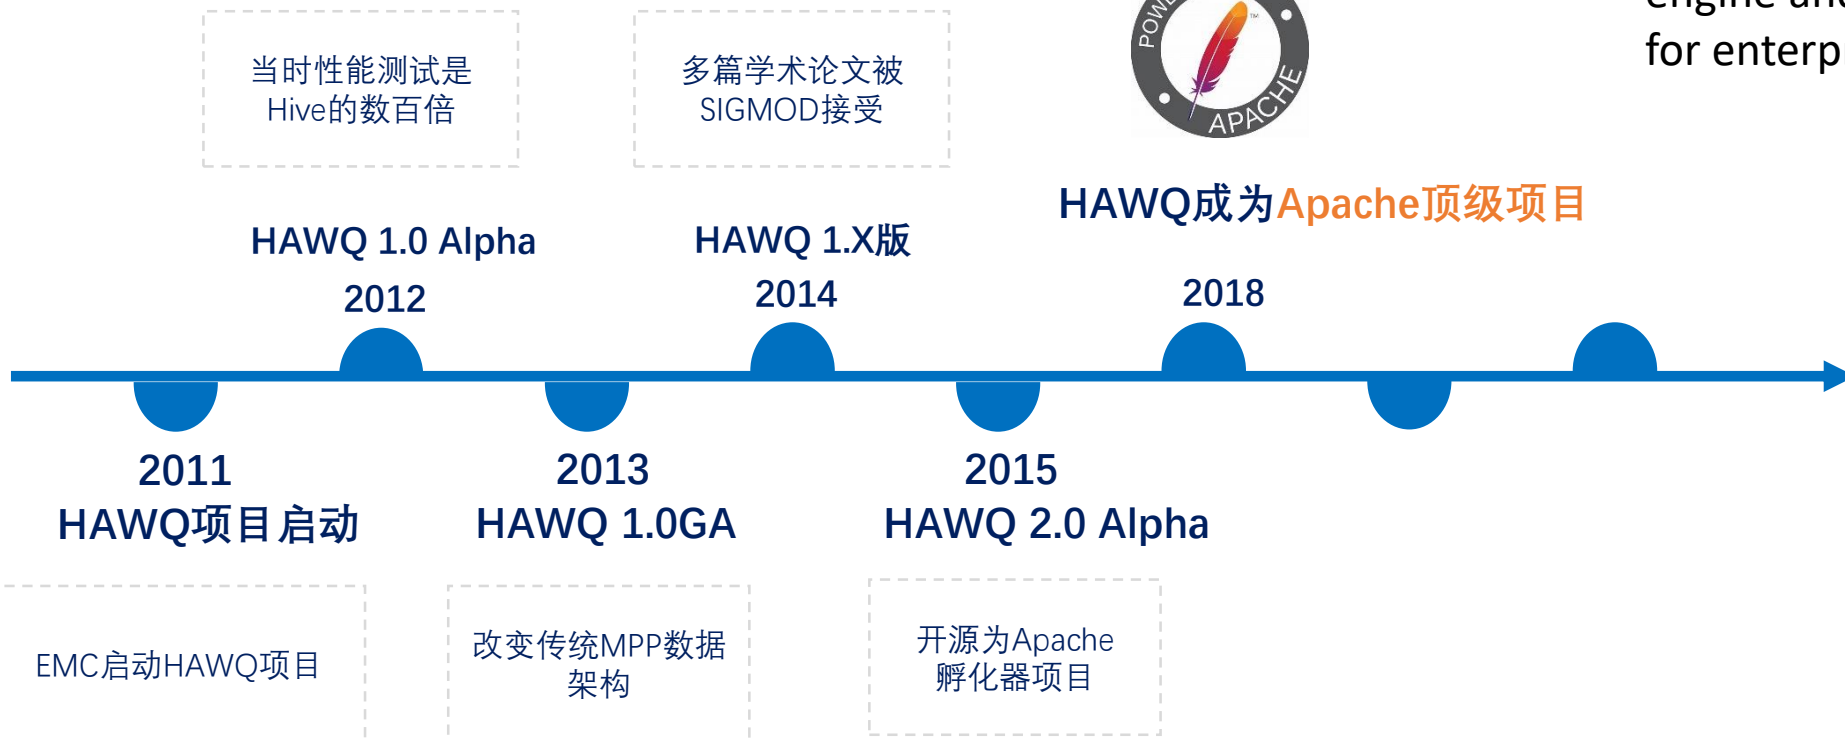 engine and
for enterp
当时性能测试是
Hive的数百倍
多篇学术论文被
SIGMOD接受
POWE
APACHE
TM
HAWQ成为Apache顶级项目
HAWQ 1.0 Alpha
2012
HAWQ 1.X版
2014
2018
2011
HAWQ项目启动
2013
HAWQ 1.0GA
2015
HAWQ 2.0 Alpha
EMC启动HAWQ项目
改变传统MPP数据
架构
开源为Apache
孵化器项目